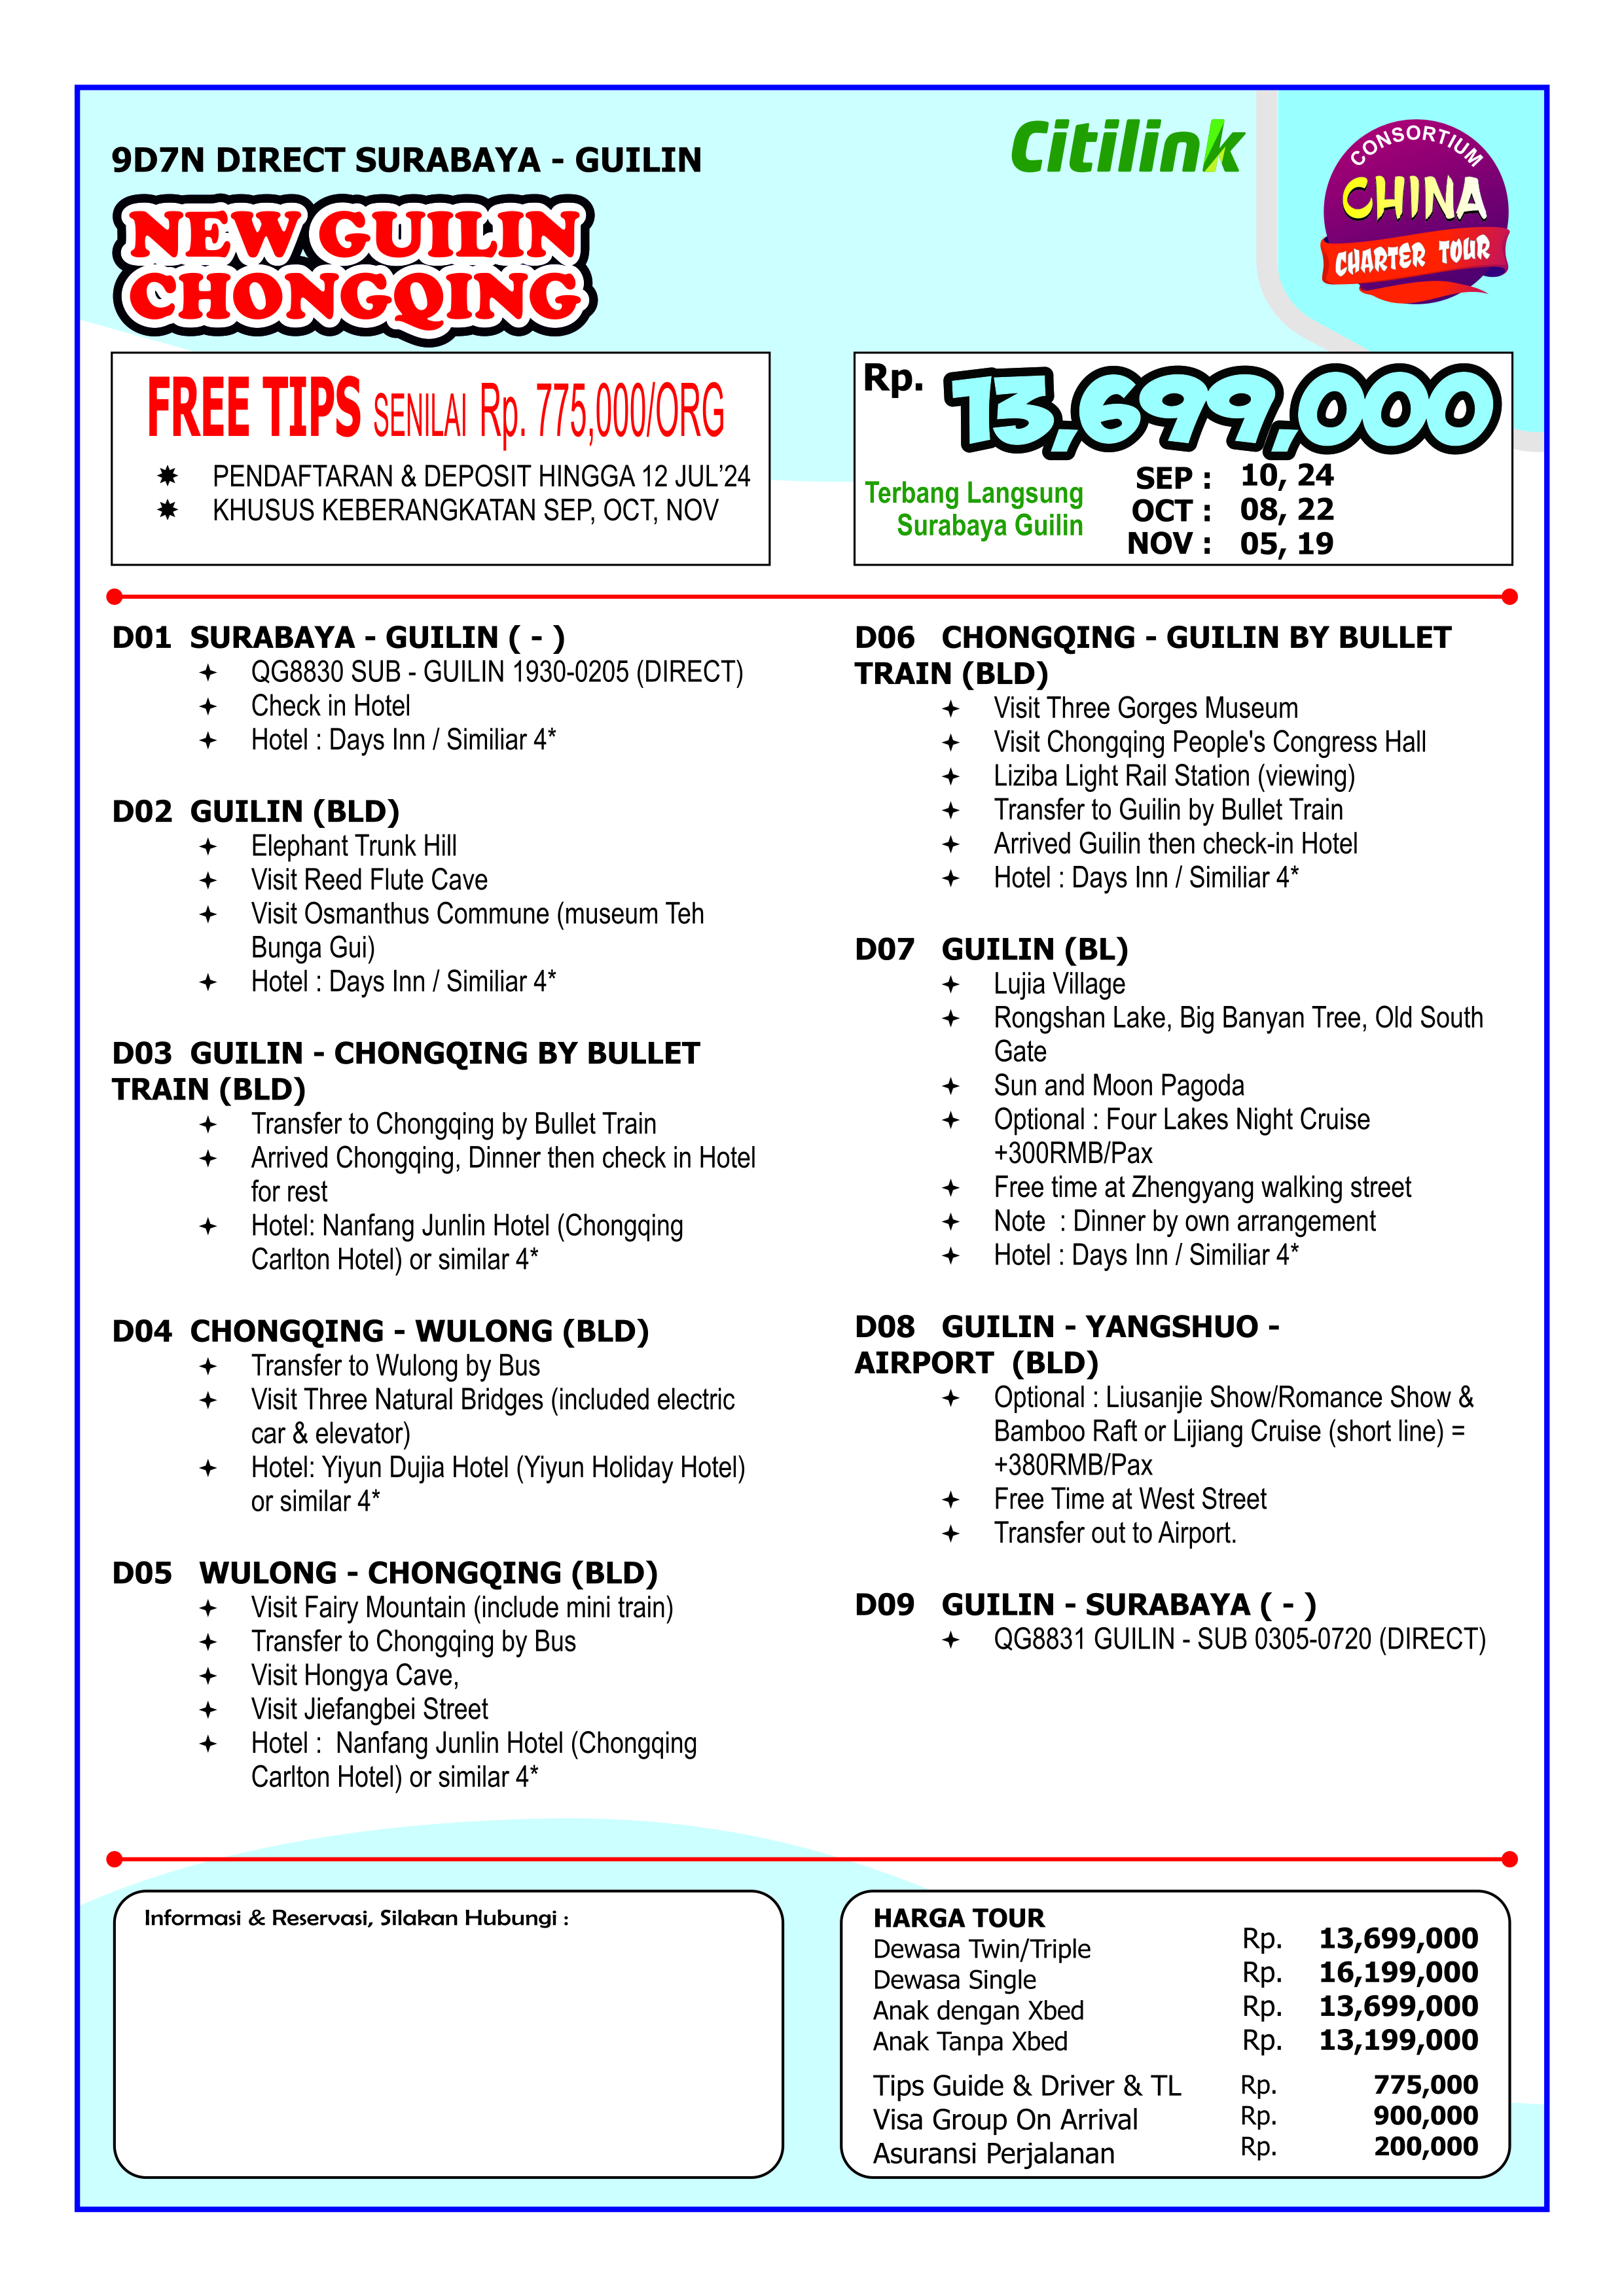 9D7N DIRECT SURABAYA - GUILIN
NEW GUILIN
CHONGQING
Citilink
CONSORTIUM
CHINA
CHARTER TOUR
FREE TIPS SENILAI Rp. 775,000/ORG
PENDAFTARAN & DEPOSIT HINGGA 12 JUL’24
KHUSUS KEBERANGKATAN SEP, OCT, NOV
Rp. 13,699,000
Terbang Langsung
Surabaya Guilin
SEP : 10, 24
OCT : 08, 22
NOV : 05, 19
D01 SURABAYA - GUILIN ( - )
QG8830 SUB - GUILIN 1930-0205 (DIRECT)
Check in Hotel
Hotel : Days Inn / Similiar 4*
D02 GUILIN (BLD)
Elephant Trunk Hill
Visit Reed Flute Cave
Visit Osmanthus Commune (museum Teh
Bunga Gui)
Hotel : Days Inn / Similiar 4*
D03 GUILIN - CHONGQING BY BULLET
TRAIN (BLD)
Transfer to Chongqing by Bullet Train
Arrived Chongqing, Dinner then check in Hotel
for rest
Hotel: Nanfang Junlin Hotel (Chongqing
Carlton Hotel) or similar 4*
D04 CHONGQING - WULONG (BLD)
Transfer to Wulong by Bus
Visit Three Natural Bridges (included electric
car & elevator)
Hotel: Yiyun Dujia Hotel (Yiyun Holiday Hotel)
or similar 4*
D05 WULONG - CHONGQING (BLD)
Visit Fairy Mountain (include mini train)
Transfer to Chongqing by Bus
Visit Hongya Cave,
Visit Jiefangbei Street
Hotel : Nanfang Junlin Hotel (Chongqing
Carlton Hotel) or similar 4*
D06 CHONGQING - GUILIN BY BULLET
TRAIN (BLD)
Visit Three Gorges Museum
Visit Chongqing People's Congress Hall
Liziba Light Rail Station (viewing)
Transfer to Guilin by Bullet Train
Arrived Guilin then check-in Hotel
Hotel : Days Inn / Similiar 4*
D07 GUILIN (BL)
Lujia Village
Rongshan Lake, Big Banyan Tree, Old South
Gate
Sun and Moon Pagoda
Optional : Four Lakes Night Cruise
+300RMB/Pax
Free time at Zhengyang walking street
Note : Dinner by own arrangement
Hotel : Days Inn / Similiar 4*
D08 GUILIN - YANGSHUO -
AIRPORT (BLD)
Optional : Liusanjie Show/Romance Show &
Bamboo Raft or Lijiang Cruise (short line) =
+380RMB/Pax
Free Time at West Street
Transfer out to Airport.
D09 GUILIN - SURABAYA ( - )
QG8831 GUILIN - SUB 0305-0720 (DIRECT)
Informasi & Reservasi, Silakan Hubungi :
HARGA TOUR
Dewasa Twin/Triple Rp. 13,699,000
Dewasa Single Rp. 16,199,000
Anak dengan Xbed Rp. 13,699,000
Anak Tanpa Xbed Rp. 13,199,000
Tips Guide & Driver & TL Rp. 775,000
Visa Group On Arrival Rp. 900,000
Asuransi Perjalanan Rp. 200,000